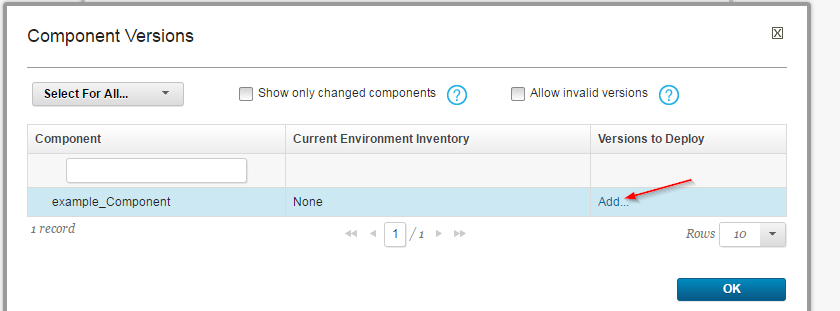 Component Versions
Select For All... Show only changed components ? Allow invalid versions ?
Component Current Environment Inventory Versions to Deploy
example_Component None Add...
1 record 1 / 1 Rows 10
OK